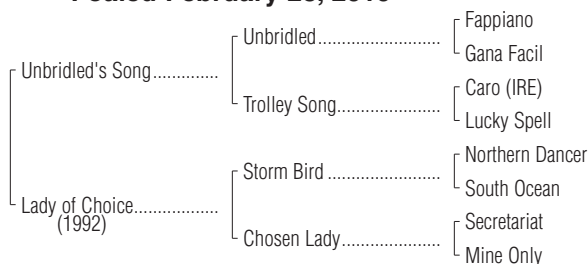 Foaled February
Fappiano
Unbridled
Gana Facil
Unbridled's Song
Caro (IRE)
Trolley Song
Lucky Spell
Northern Dancer
Storm Bird
South Ocean
Lady of Choice
(1992)
Secretariat
Chosen Lady
Mine Only